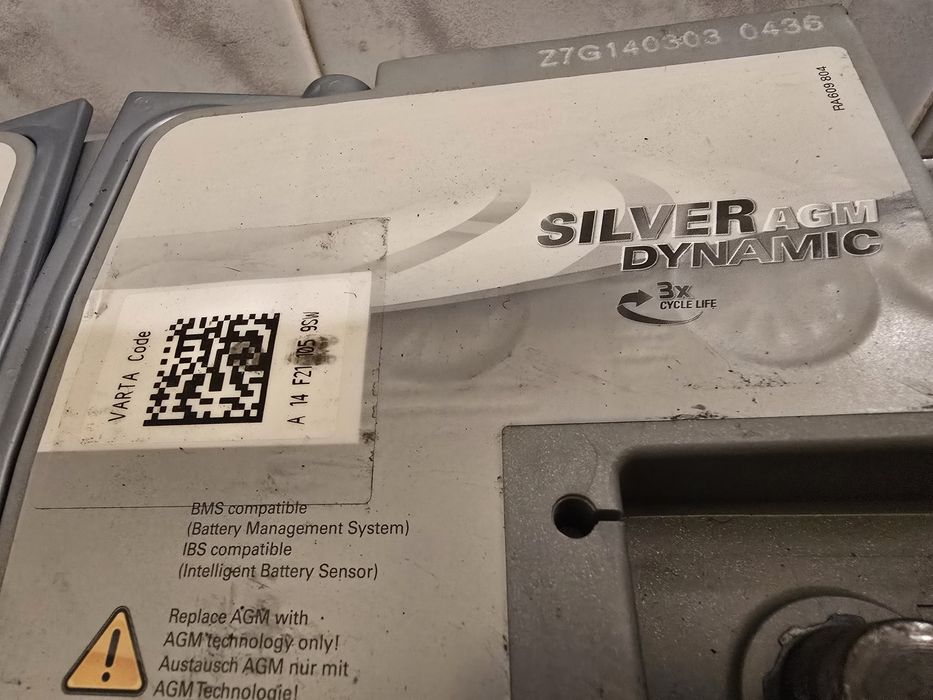 Z7G140303 0436
RA609804
SILVER AGM
DYNAMIC
3x
CYCLE LIFE
VARTA Code
A 14 F21 105 9SW
BMS compatible
(Battery Management System)
IBS compatible
(Intelligent Battery Sensor)
Replace AGM with
AGM technology only!
Austausch AGM nur mit
AGM Technologie!